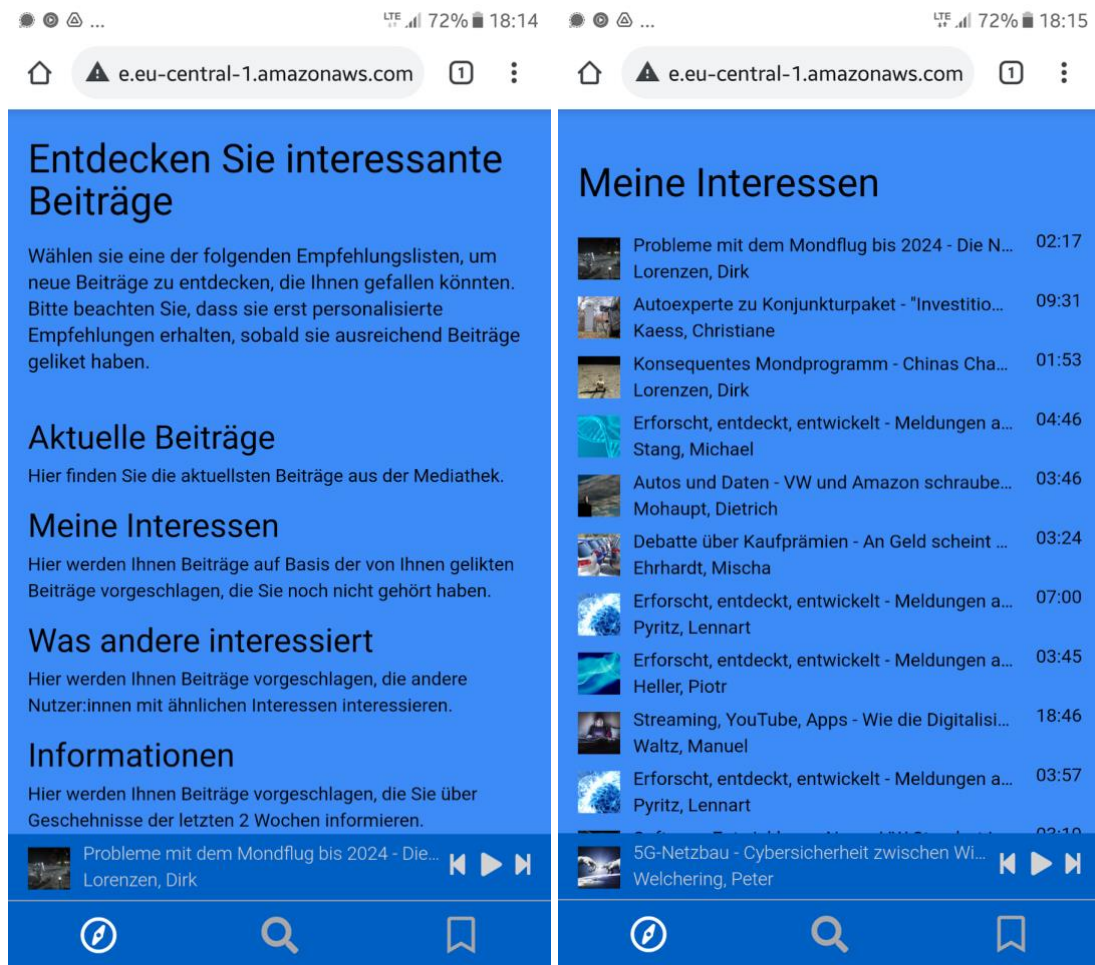 ... LTE 72% 18:14
e.eu-central-1.amazonaws.com 1
Entdecken Sie interessante
Beiträge
Wählen sie eine der folgenden Empfehlungslisten, um
neue Beiträge zu entdecken, die Ihnen gefallen könnten.
Bitte beachten Sie, dass sie erst personalisierte
Empfehlungen erhalten, sobald sie ausreichend Beiträge
geliket haben.
Aktuelle Beiträge
Hier finden Sie die aktuellsten Beiträge aus der Mediathek.
Meine Interessen
Hier werden Ihnen Beiträge auf Basis der von Ihnen gelikten
Beiträge vorgeschlagen, die Sie noch nicht gehört haben.
Was andere interessiert
Hier werden Ihnen Beiträge vorgeschlagen, die andere
Nutzer:innen mit ähnlichen Interessen interessieren.
Informationen
Hier werden Ihnen Beiträge vorgeschlagen, die Sie über
Geschehnisse der letzten 2 Wochen informieren.
Probleme mit dem Mondflug bis 2024 - Die...
Lorenzen, Dirk
... LTE 72% 18:15
e.eu-central-1.amazonaws.com 1
Meine Interessen
Probleme mit dem Mondflug bis 2024 - Die N... 02:17
Lorenzen, Dirk
Autoexperte zu Konjunkturpaket - "Investitio... 09:31
Kaess, Christiane
Konsequentes Mondprogramm - Chinas Cha... 01:53
Lorenzen, Dirk
Erforscht, entdeckt, entwickelt - Meldungen a... 04:46
Stang, Michael
Autos und Daten - VW und Amazon schraube... 03:46
Mohaupt, Dietrich
Debatte über Kaufprämien - An Geld scheint ... 03:24
Ehrhardt, Mischa
Erforscht, entdeckt, entwickelt - Meldungen a... 07:00
Pyritz, Lennart
Erforscht, entdeckt, entwickelt - Meldungen a... 03:45
Heller, Piotr
Streaming, YouTube, Apps - Wie die Digitalisi... 18:46
Waltz, Manuel
Erforscht, entdeckt, entwickelt - Meldungen a... 03:57
Pyritz, Lennart
5G-Netzbau - Cybersicherheit zwischen Wi...
Welchering, Peter